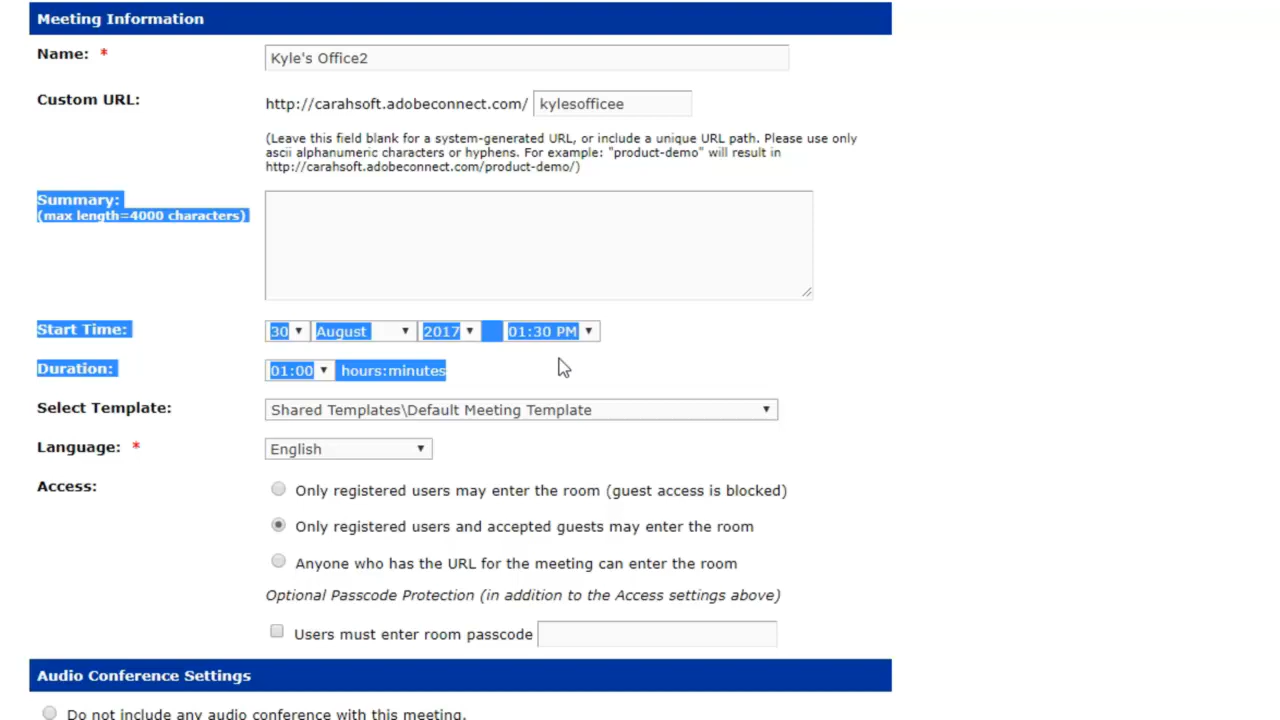 Meeting Information
Name: * Kyle's Office2
Custom URL: http://carahsoft.adobeconnect.com/ kylesofficee
(Leave this field blank for a system-generated URL, or include a unique URL path. Please use only
ascii alphanumeric characters or hyphens. For example: "product-demo" will result in
http://carahsoft.adobeconnect.com/product-demo/)
Summary:
(max length=4000 characters)
Start Time: 30 August 2017 01:30 PM
Duration: 01:00 hours:minutes
Select Template: Shared Templates\Default Meeting Template
Language: * English
Access: Only registered users may enter the room (guest access is blocked)
Only registered users and accepted guests may enter the room
Anyone who has the URL for the meeting can enter the room
Optional Passcode Protection (in addition to the Access settings above)
Users must enter room passcode
Audio Conference Settings
Do not include any audio conference with this meeting.